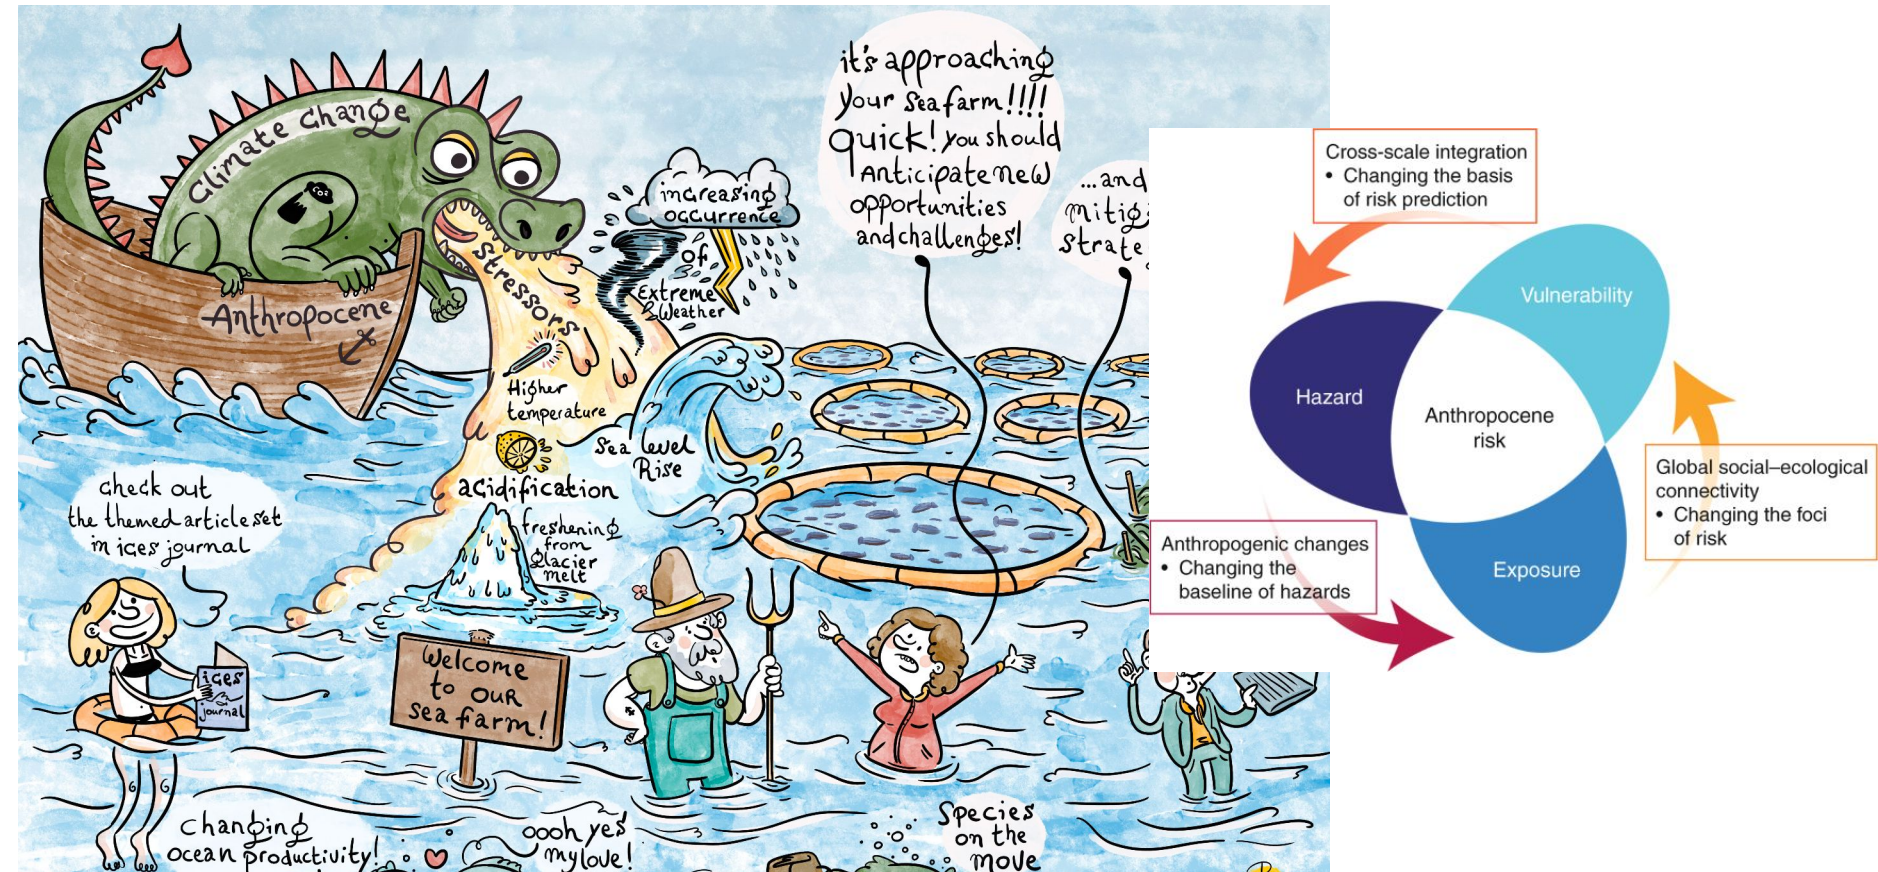 Climate Change
CO2
Anthropocene
Stressors
increasing
occurrence
of
Extreme
Weather
Higher
temperature
Sea level
Rise
acidification
freshening
from
glacier
melt
it's approaching
your sea farm!!!!
quick! you should
Anticipate new
opportunities
and challenges!
...and
mitig
strate
check out
the themed article set
in ices journal
ices
journal
Welcome
to our
sea farm!
changing
ocean productivity!
oooh yes
my love!
Species
on the
move
Cross-scale integration
• Changing the basis
of risk prediction
Vulnerability
Hazard
Anthropocene
risk
Exposure
Global social–ecological
connectivity
• Changing the foci
of risk
Anthropogenic changes
• Changing the
baseline of hazards